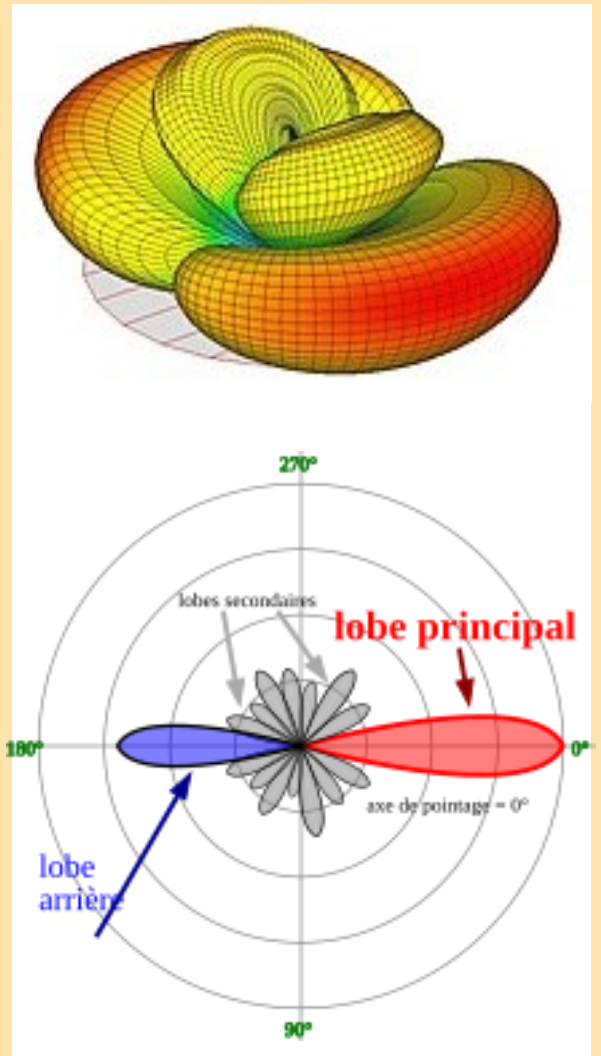 270°
lobes secondaires
lobe principal
180°
0°
axe de pointage = 0°
lobe
arrière
90°